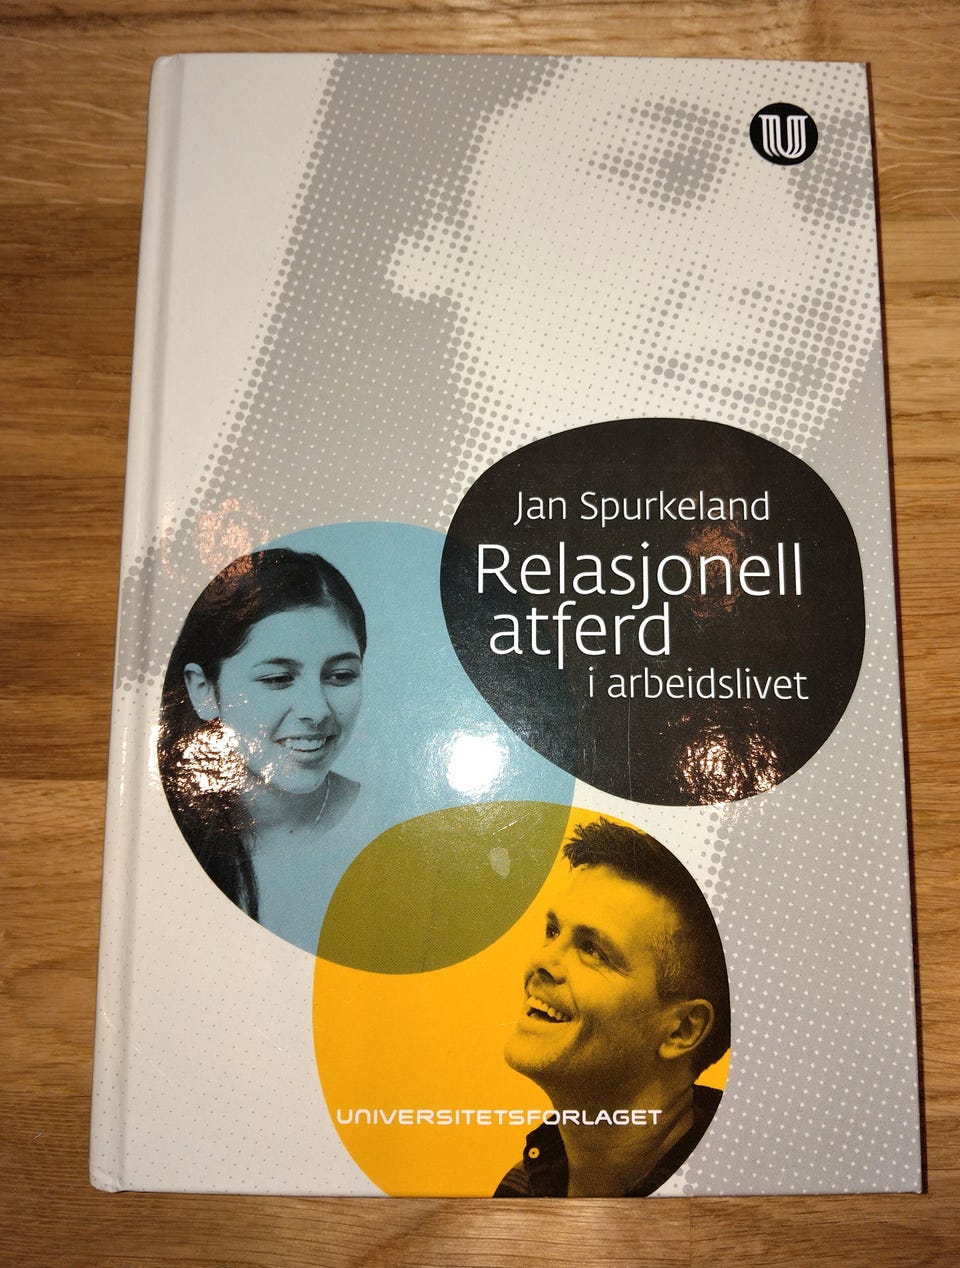 U
Jan Spurkeland
Relasjonell
atferd
i arbeidslivet
UNIVERSITETSFORLAGET